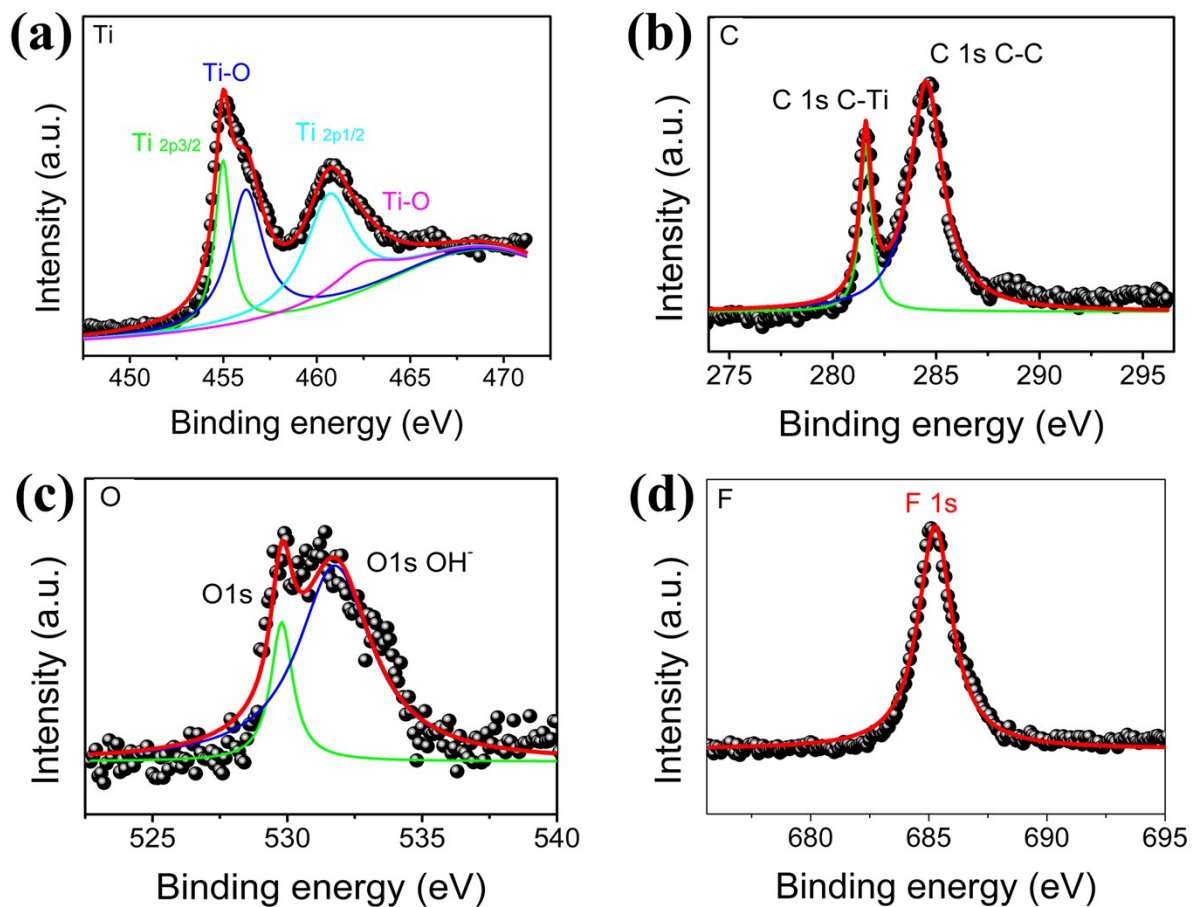 (a)
Ti
Ti-O
Ti 2p3/2
Ti 2p1/2
Ti-O
Intensity (a.u.)
450 455 460 465 470
Binding energy (eV)
(b)
C
C 1s C-C
C 1s C-Ti
Intensity (a.u.)
275 280 285 290 295
Binding energy (eV)
(c)
O
O1s OH⁻
O1s
Intensity (a.u.)
525 530 535 540
Binding energy (eV)
(d)
F
F 1s
Intensity (a.u.)
680 685 690 695
Binding energy (eV)